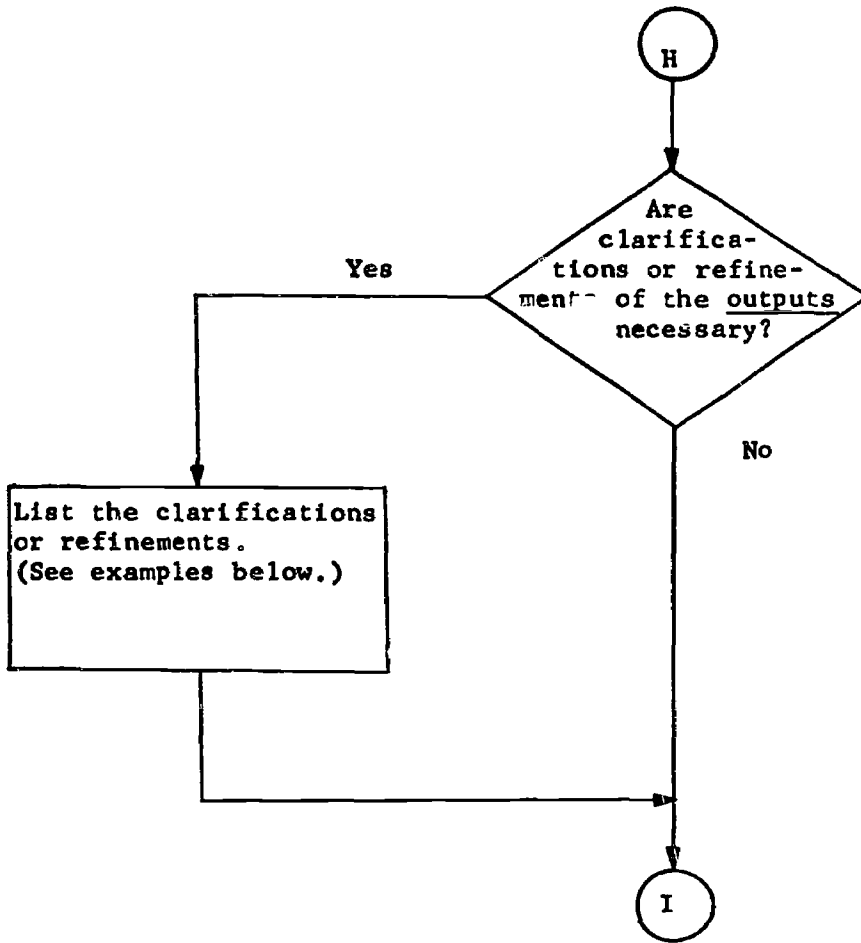 H
Are
clarifica-
tions or refine-
of the outputs
necessary?
Yes
No
List the clarifications
or refinements.
(See examples below.)
I